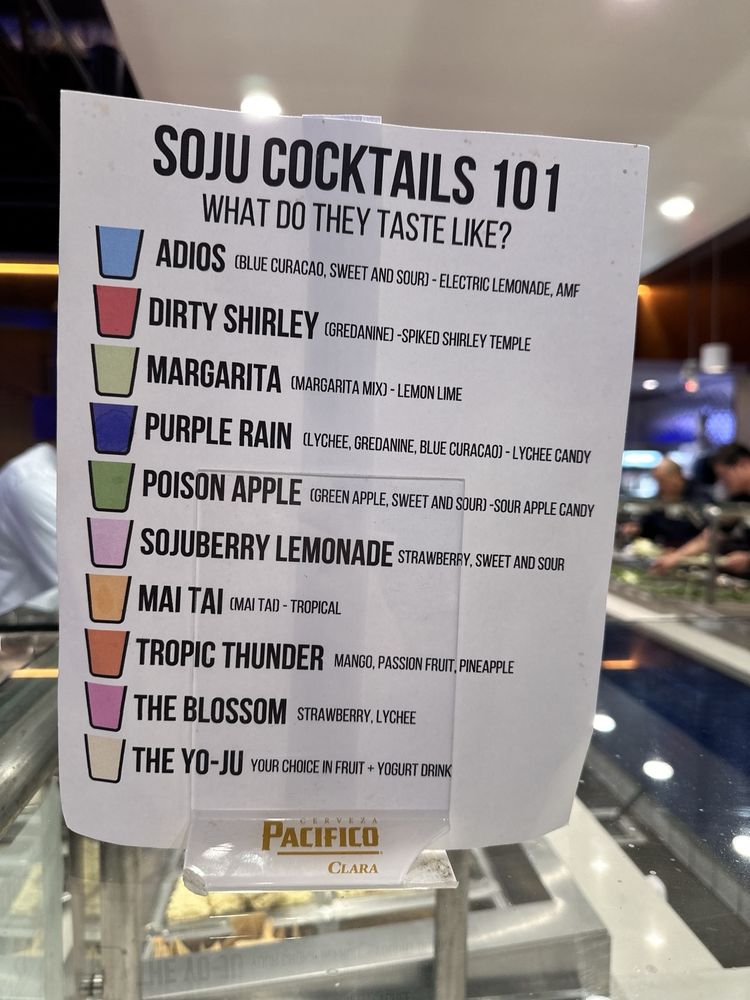 SOJU COCKTAILS 101
WHAT DO THEY TASTE LIKE?
ADIOS (BLUE CURACAO, SWEET AND SOUR) - ELECTRIC LEMONADE, AMF
DIRTY SHIRLEY (GREDANINE) -SPIKED SHIRLEY TEMPLE
MARGARITA (MARGARITA MIX) - LEMON LIME
PURPLE RAIN (LYCHEE, GREDANINE, BLUE CURACAO) - LYCHEE CANDY
POISON APPLE (GREEN APPLE, SWEET AND SOUR) -SOUR APPLE CANDY
SOJUBERRY LEMONADE STRAWBERRY, SWEET AND SOUR
MAI TAI (MAI TAI) - TROPICAL
TROPIC THUNDER MANGO, PASSION FRUIT, PINEAPPLE
THE BLOSSOM STRAWBERRY, LYCHEE
THE YO-JU YOUR CHOICE IN FRUIT + YOGURT DRINK
CERVEZA
PACIFICO
CLARA